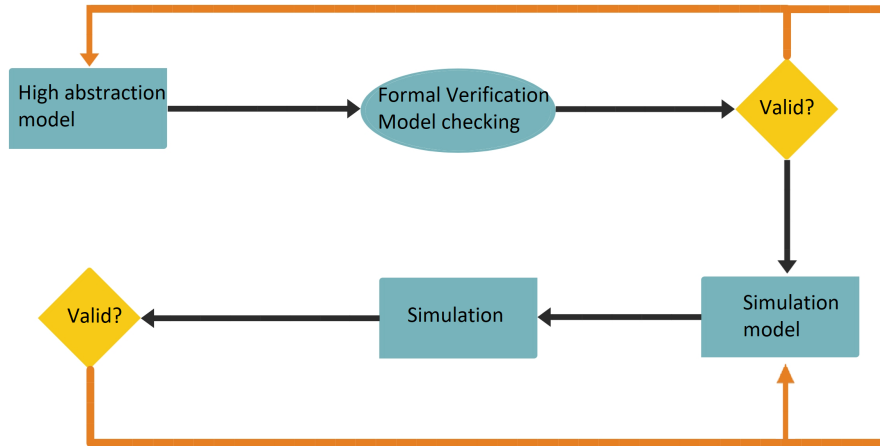 High abstraction
model
Formal Verification
Model checking
Valid?
Valid?
Simulation
Simulation
model